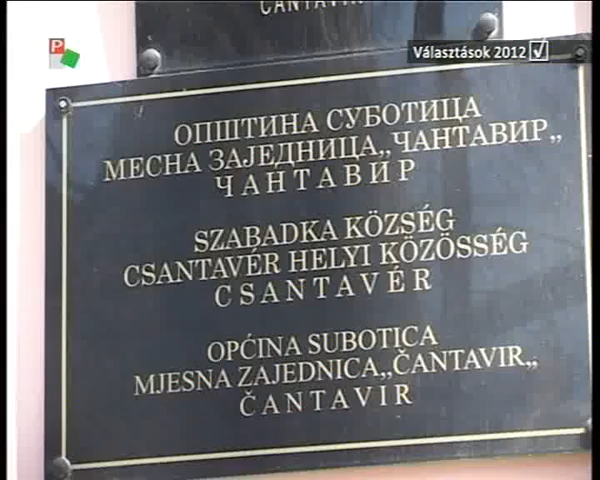 ČANTAVIR
P
Választások 2012
ОПШТИНА СУБОТИЦА
МЕСНА ЗАЈЕДНИЦА„ЧАНТАВИР„
ЧАНТАВИР
SZABADKA KÖZSÉG
CSANTAVÉR HELYI KÖZÖSSÉG
CSANTAVÉR
OPĆINA SUBOTICA
MJESNA ZAJEDNICA„ČANTAVIR„
ČANTAVIR